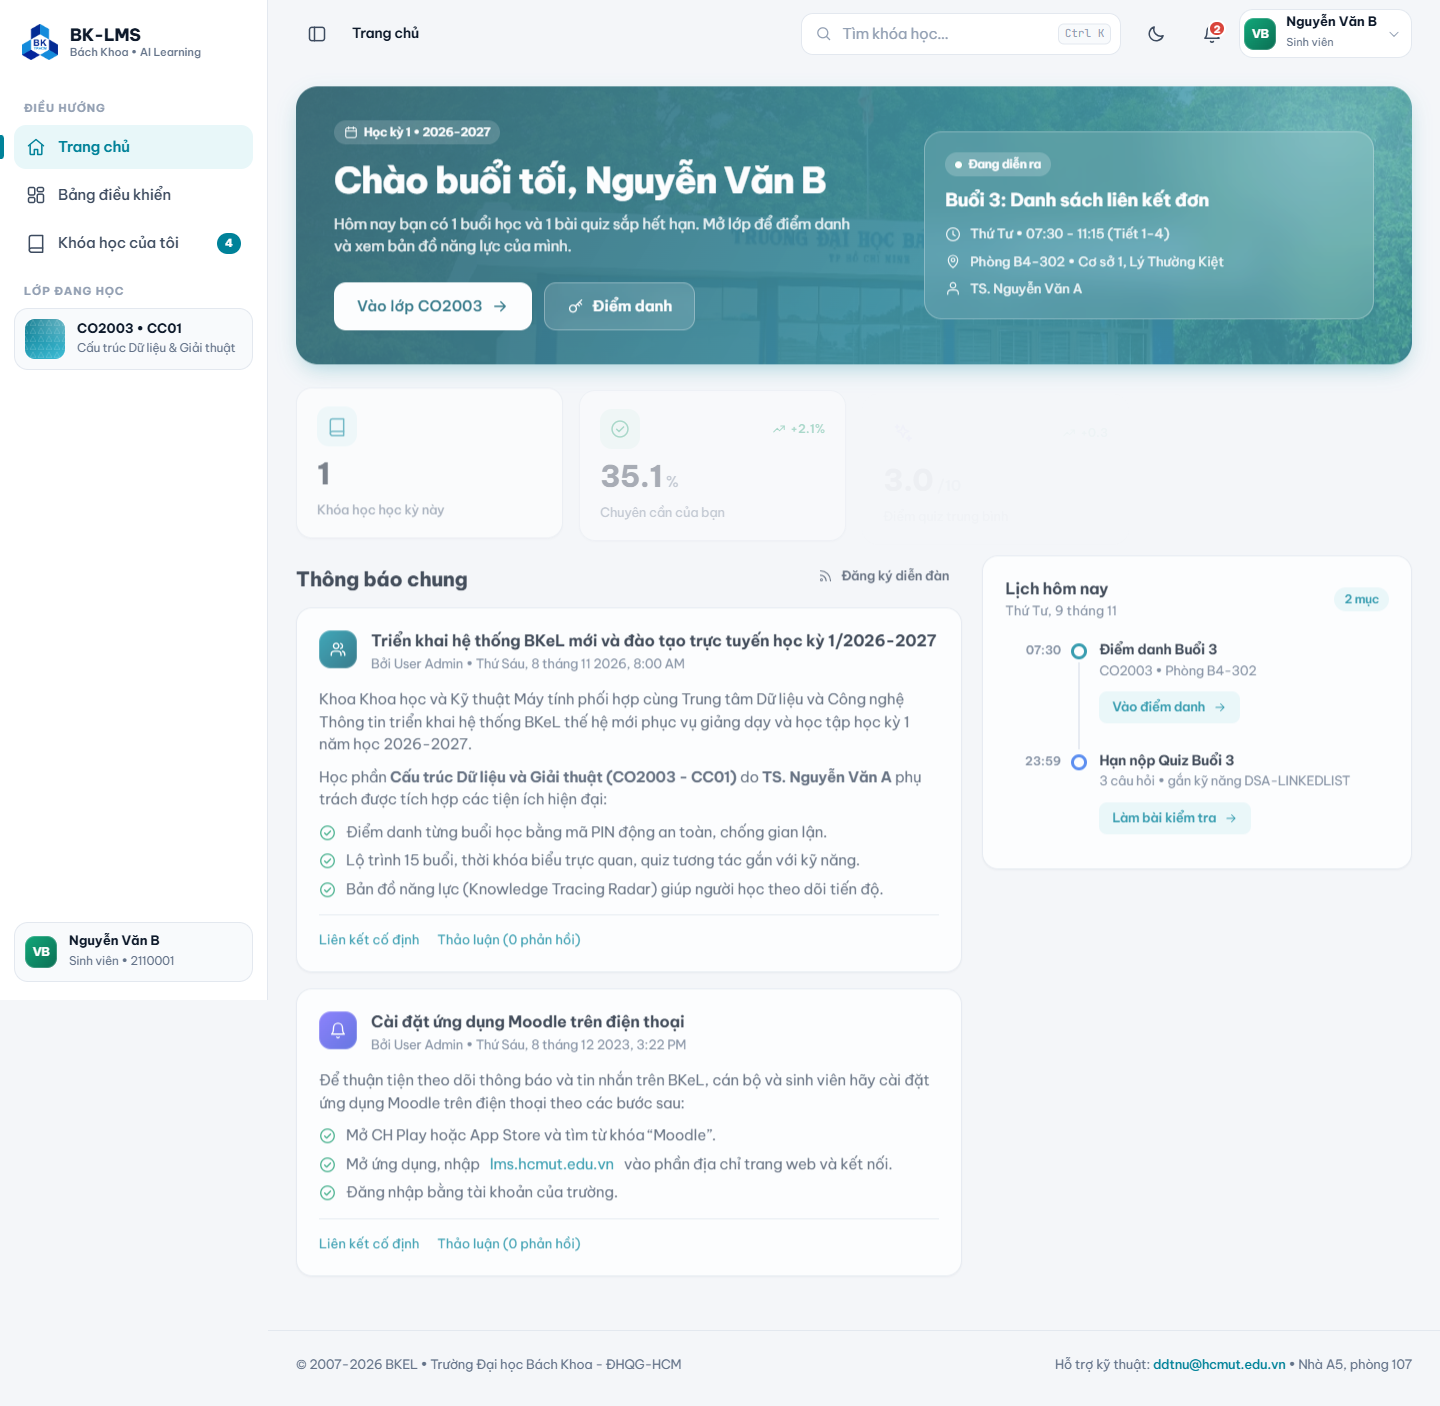 BK-LMS
Bách Khoa • AI Learning
ĐIỀU HƯỚNG
Trang chủ
Bảng điều khiển
Khóa học của tôi
4
LỚP ĐANG HỌC
CO2003 • CC01
Cấu trúc Dữ liệu & Giải thuật
VB
Nguyễn Văn B
Sinh viên • 2110001
Trang chủ
Tìm khóa học...
Ctrl K
2
VB
Nguyễn Văn B
Sinh viên
Học kỳ 1 • 2026-2027
Chào buổi tối, Nguyễn Văn B
Hôm nay bạn có 1 buổi học và 1 bài quiz sắp hết hạn. Mở lớp để điểm danh
và xem bản đồ năng lực của mình.
Vào lớp CO2003
Điểm danh
TRƯỜNG ĐẠI HỌC BA
Đang diễn ra
Buổi 3: Danh sách liên kết đơn
Thứ Tư • 07:30 - 11:15 (Tiết 1-4)
Phòng B4-302 • Cơ sở 1, Lý Thường Kiệt
TS. Nguyễn Văn A
1
Khóa học học kỳ này
+2.1%
35.1%
Chuyên cần của bạn
3.0 /10
Thông báo chung
Đăng ký diễn đàn
Triển khai hệ thống BKeL mới và đào tạo trực tuyến học kỳ 1/2026-2027
Bởi User Admin • Thứ Sáu, 8 tháng 11 2026, 8:00 AM
Khoa Khoa học và Kỹ thuật Máy tính phối hợp cùng Trung tâm Dữ liệu và Công nghệ
Thông tin triển khai hệ thống BKeL thế hệ mới phục vụ giảng dạy và học tập học kỳ 1
năm học 2026-2027.
Học phần Cấu trúc Dữ liệu và Giải thuật (CO2003 - CC01) do TS. Nguyễn Văn A phụ
trách được tích hợp các tiện ích hiện đại:
Điểm danh từng buổi học bằng mã PIN động an toàn, chống gian lận.
Lộ trình 15 buổi, thời khóa biểu trực quan, quiz tương tác gắn với kỹ năng.
Bản đồ năng lực (Knowledge Tracing Radar) giúp người học theo dõi tiến độ.
Liên kết cố định
Thảo luận (0 phản hồi)
Cài đặt ứng dụng Moodle trên điện thoại
Bởi User Admin • Thứ Sáu, 8 tháng 12 2023, 3:22 PM
Để thuận tiện theo dõi thông báo và tin nhắn trên BKeL, cán bộ và sinh viên hãy cài đặt
ứng dụng Moodle trên điện thoại theo các bước sau:
Mở CH Play hoặc App Store và tìm từ khóa “Moodle”.
Mở ứng dụng, nhập lms.hcmut.edu.vn vào phần địa chỉ trang web và kết nối.
Đăng nhập bằng tài khoản của trường.
Liên kết cố định
Thảo luận (0 phản hồi)
Lịch hôm nay
Thứ Tư, 9 tháng 11
2 mục
07:30
Điểm danh Buổi 3
CO2003 • Phòng B4-302
Vào điểm danh
23:59
Hạn nộp Quiz Buổi 3
3 câu hỏi • gắn kỹ năng DSA-LINKEDLIST
Làm bài kiểm tra
© 2007-2026 BKEL • Trường Đại học Bách Khoa - ĐHQG-HCM
Hỗ trợ kỹ thuật: ddtnu@hcmut.edu.vn • Nhà A5, phòng 107